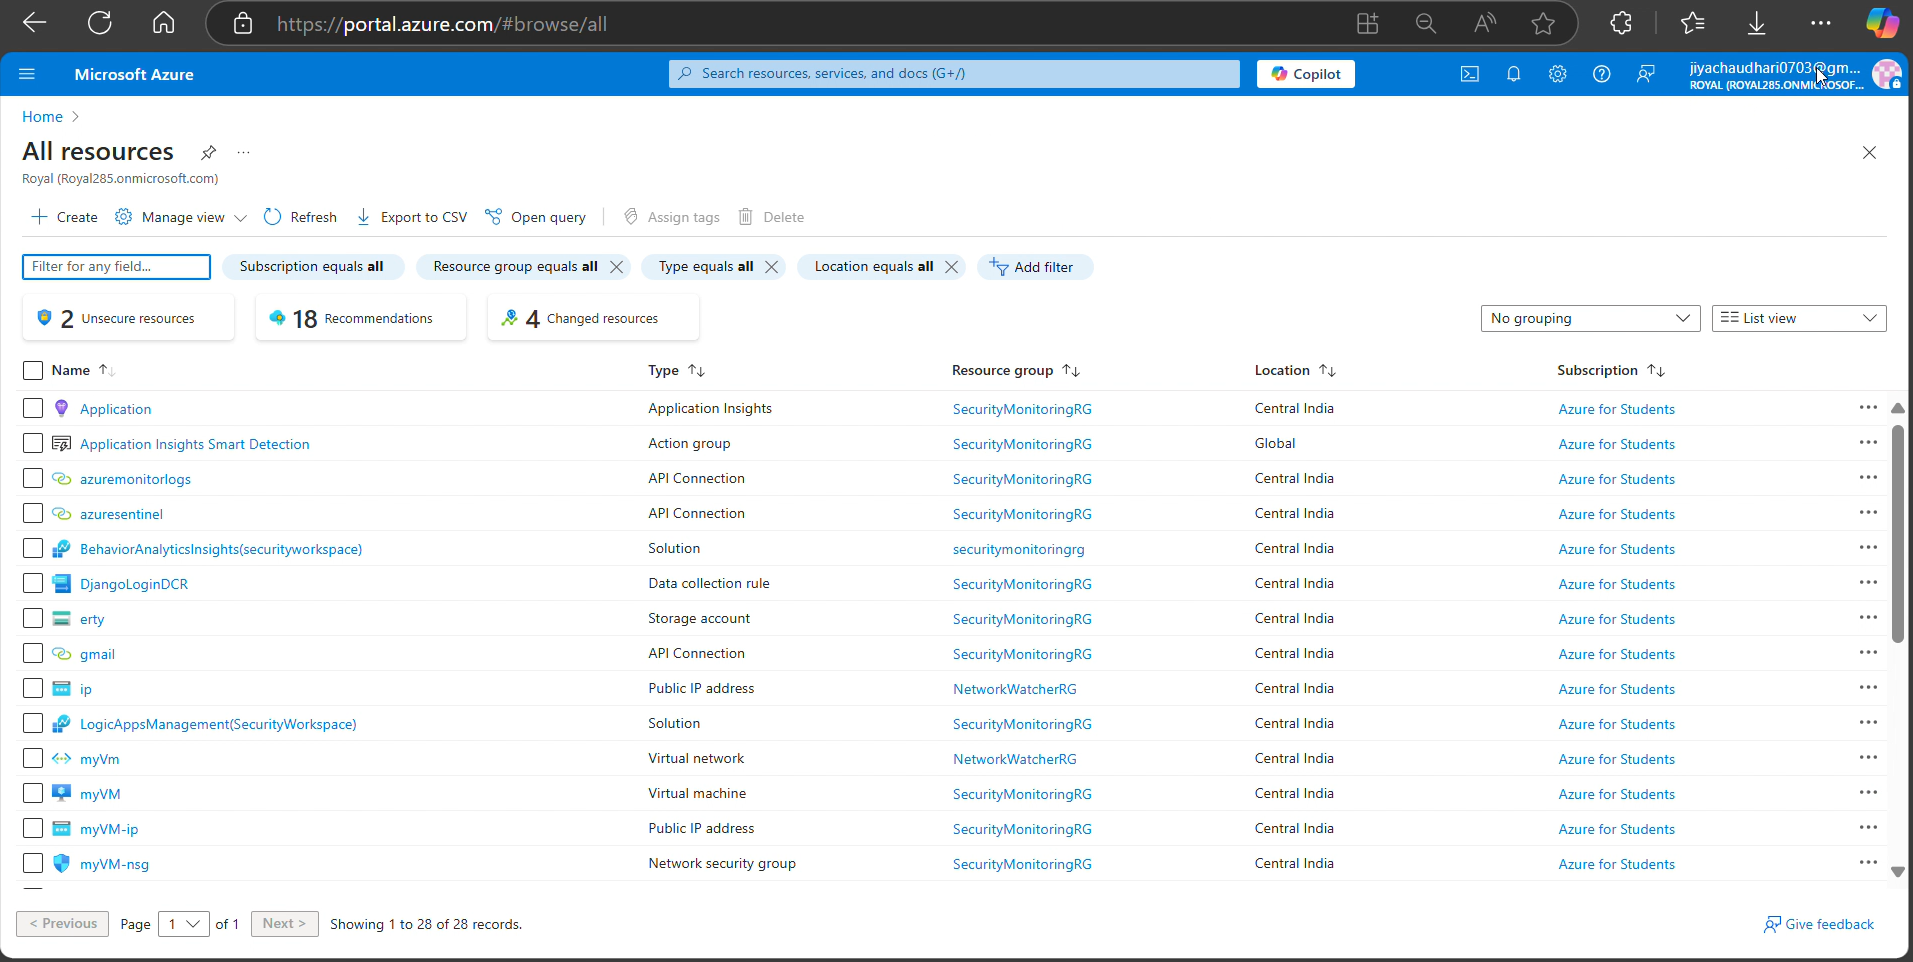 https://portal.azure.com/#browse/all
Microsoft Azure
Search resources, services, and docs (G+/)
Copilot
jiyachaudhari0703@gm...
ROYAL (ROYAL285.ONMICROSOF...
Home
All resources
Royal (Royal285.onmicrosoft.com)
Create Manage view Refresh Export to CSV Open query Assign tags Delete
Filter for any field... Subscription equals all Resource group equals all Type equals all Location equals all Add filter
2 Unsecure resources 18 Recommendations 4 Changed resources No grouping List view
Name Type Resource group Location Subscription
Application Application Insights SecurityMonitoringRG Central India Azure for Students
Application Insights Smart Detection Action group SecurityMonitoringRG Global Azure for Students
azuremonitorlogs API Connection SecurityMonitoringRG Central India Azure for Students
azuresentinel API Connection SecurityMonitoringRG Central India Azure for Students
BehaviorAnalyticsInsights(securityworkspace) Solution securitymonitoringrg Central India Azure for Students
DjangoLoginDCR Data collection rule SecurityMonitoringRG Central India Azure for Students
erty Storage account SecurityMonitoringRG Central India Azure for Students
gmail API Connection SecurityMonitoringRG Central India Azure for Students
ip Public IP address NetworkWatcherRG Central India Azure for Students
LogicAppsManagement(SecurityWorkspace) Solution SecurityMonitoringRG Central India Azure for Students
myVm Virtual network NetworkWatcherRG Central India Azure for Students
myVM Virtual machine SecurityMonitoringRG Central India Azure for Students
myVM-ip Public IP address SecurityMonitoringRG Central India Azure for Students
myVM-nsg Network security group SecurityMonitoringRG Central India Azure for Students
< Previous Page 1 of 1 Next > Showing 1 to 28 of 28 records. Give feedback